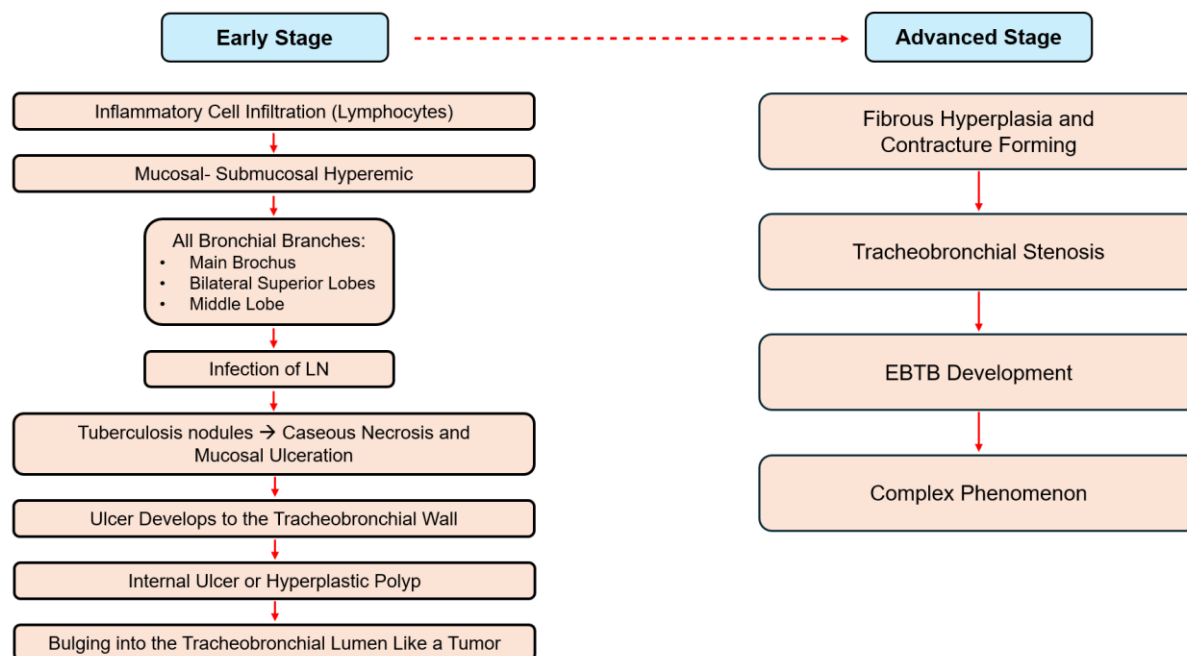 Early Stage
Advanced Stage
Inflammatory Cell Infiltration (Lymphocytes)
Mucosal- Submucosal Hyperemic
All Bronchial Branches:
• Main Brochus
• Bilateral Superior Lobes
• Middle Lobe
Infection of LN
Tuberculosis nodules → Caseous Necrosis and
Mucosal Ulceration
Ulcer Develops to the Tracheobronchial Wall
Internal Ulcer or Hyperplastic Polyp
Bulging into the Tracheobronchial Lumen Like a Tumor
Fibrous Hyperplasia and
Contracture Forming
Tracheobronchial Stenosis
EBTB Development
Complex Phenomenon